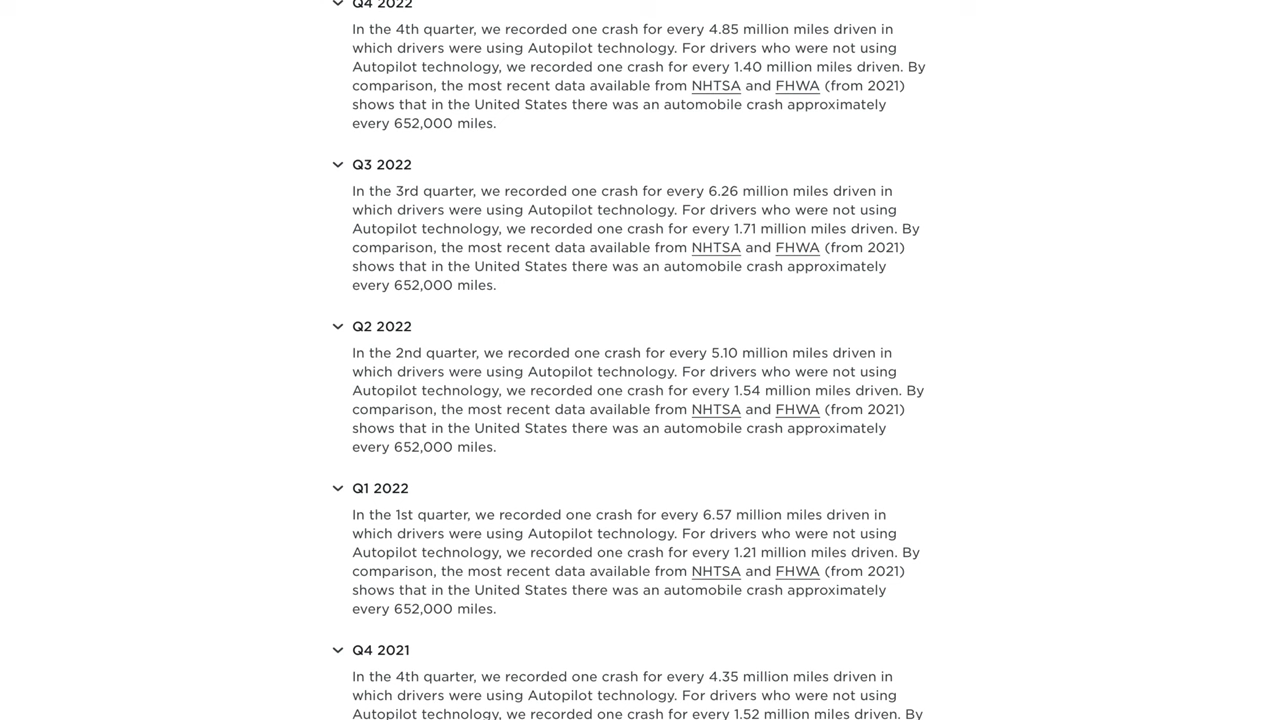 Q4 2022
In the 4th quarter, we recorded one crash for every 4.85 million miles driven in
which drivers were using Autopilot technology. For drivers who were not using
Autopilot technology, we recorded one crash for every 1.40 million miles driven. By
comparison, the most recent data available from NHTSA and FHWA (from 2021)
shows that in the United States there was an automobile crash approximately
every 652,000 miles.
Q3 2022
In the 3rd quarter, we recorded one crash for every 6.26 million miles driven in
which drivers were using Autopilot technology. For drivers who were not using
Autopilot technology, we recorded one crash for every 1.71 million miles driven. By
comparison, the most recent data available from NHTSA and FHWA (from 2021)
shows that in the United States there was an automobile crash approximately
every 652,000 miles.
Q2 2022
In the 2nd quarter, we recorded one crash for every 5.10 million miles driven in
which drivers were using Autopilot technology. For drivers who were not using
Autopilot technology, we recorded one crash for every 1.54 million miles driven. By
comparison, the most recent data available from NHTSA and FHWA (from 2021)
shows that in the United States there was an automobile crash approximately
every 652,000 miles.
Q1 2022
In the 1st quarter, we recorded one crash for every 6.57 million miles driven in
which drivers were using Autopilot technology. For drivers who were not using
Autopilot technology, we recorded one crash for every 1.21 million miles driven. By
comparison, the most recent data available from NHTSA and FHWA (from 2021)
shows that in the United States there was an automobile crash approximately
every 652,000 miles.
Q4 2021
In the 4th quarter, we recorded one crash for every 4.35 million miles driven in
which drivers were using Autopilot technology. For drivers who were not using
Autopilot technology, we recorded one crash for every 1.52 million miles driven. By